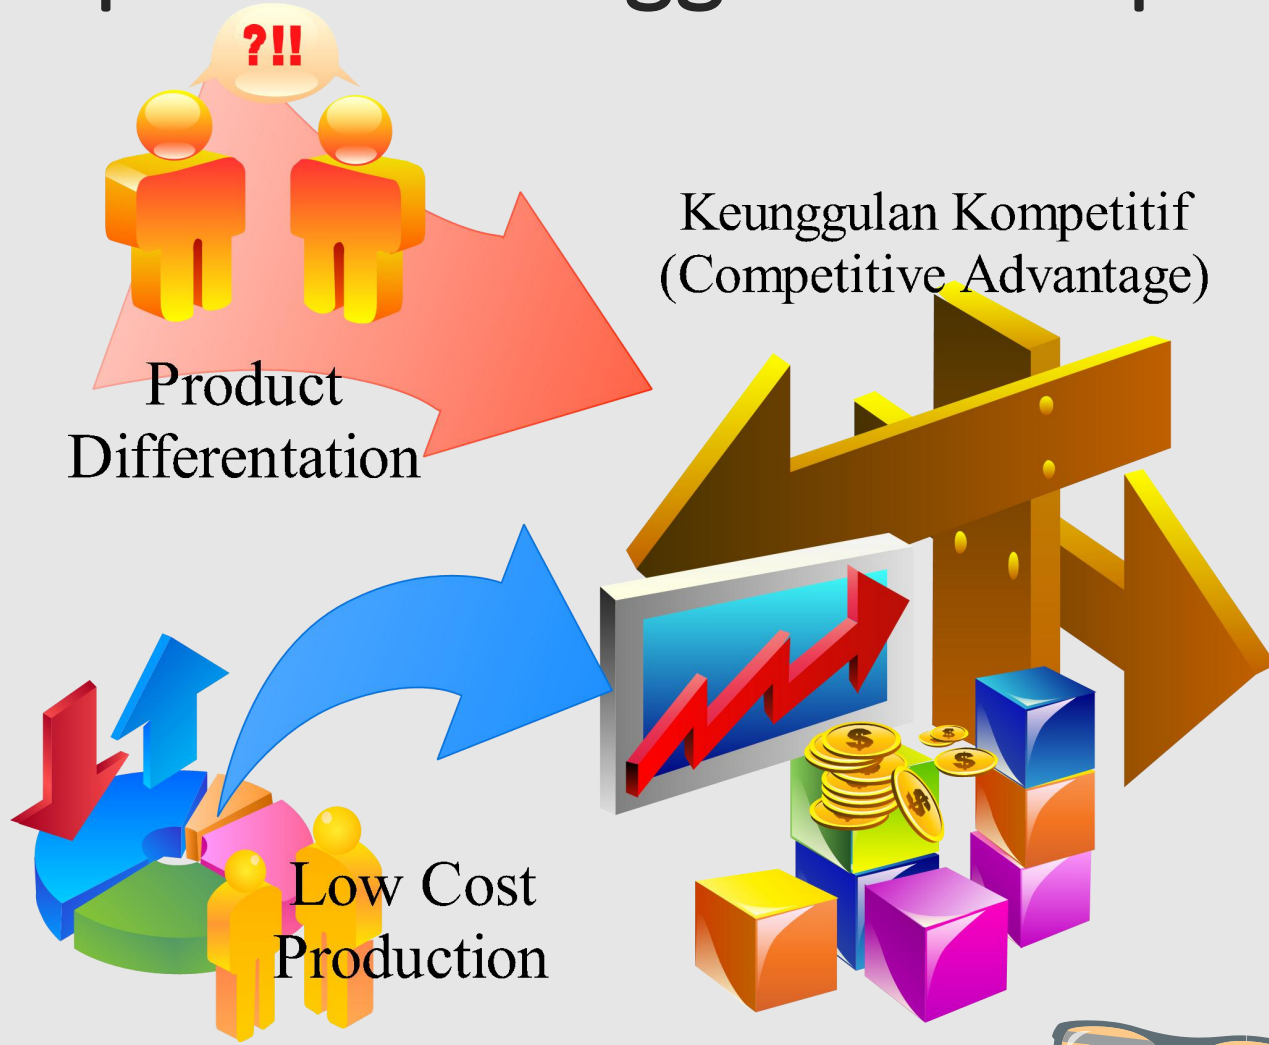 ?!!
Keunggulan Kompetitif
(Competitive Advantage)
Product
Differentation
Low Cost
Production